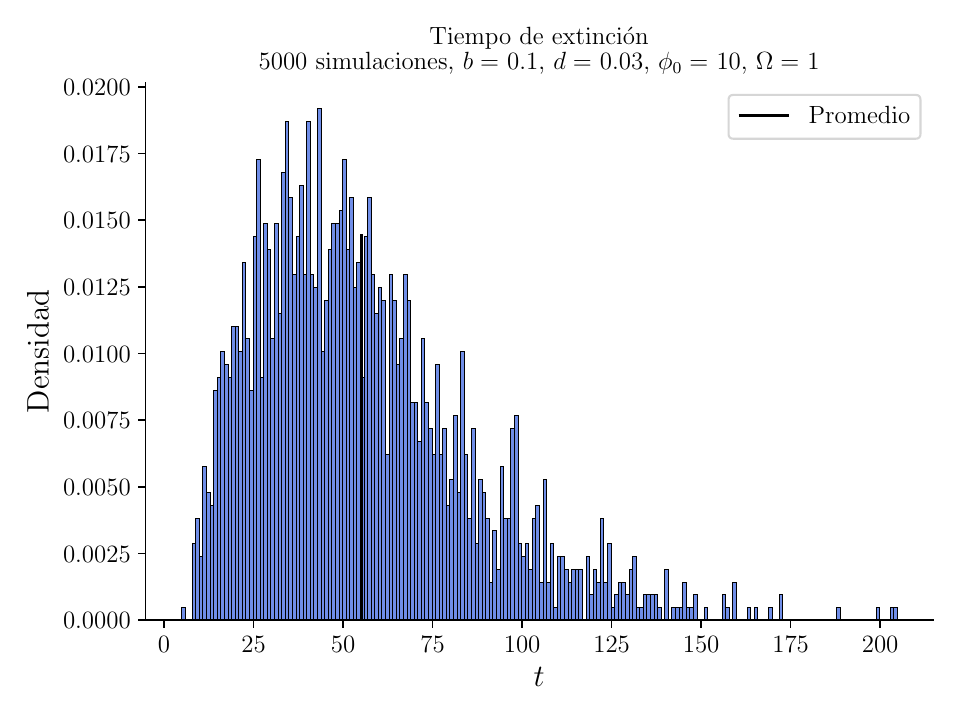 Tiempo de extinción
5000 simulaciones, b = 0.1, d = 0.03, ϕ₀ = 10, Ω = 1
Promedio
Densidad
0.0200
0.0175
0.0150
0.0125
0.0100
0.0075
0.0050
0.0025
0.0000
0 25 50 75 100 125 150 175 200
t